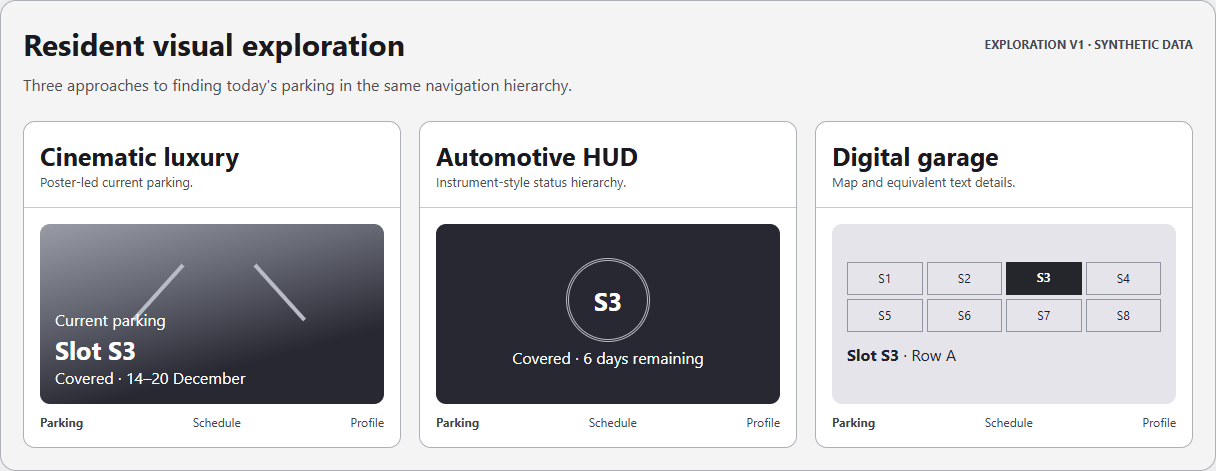 Resident visual exploration
EXPLORATION V1 · SYNTHETIC DATA
Three approaches to finding today's parking in the same navigation hierarchy.
Cinematic luxury
Poster-led current parking.
Current parking
Slot S3
Covered · 14–20 December
Parking Schedule Profile
Automotive HUD
Instrument-style status hierarchy.
S3
Covered · 6 days remaining
Parking Schedule Profile
Digital garage
Map and equivalent text details.
S1 S2 S3 S4
S5 S6 S7 S8
Slot S3 · Row A
Parking Schedule Profile